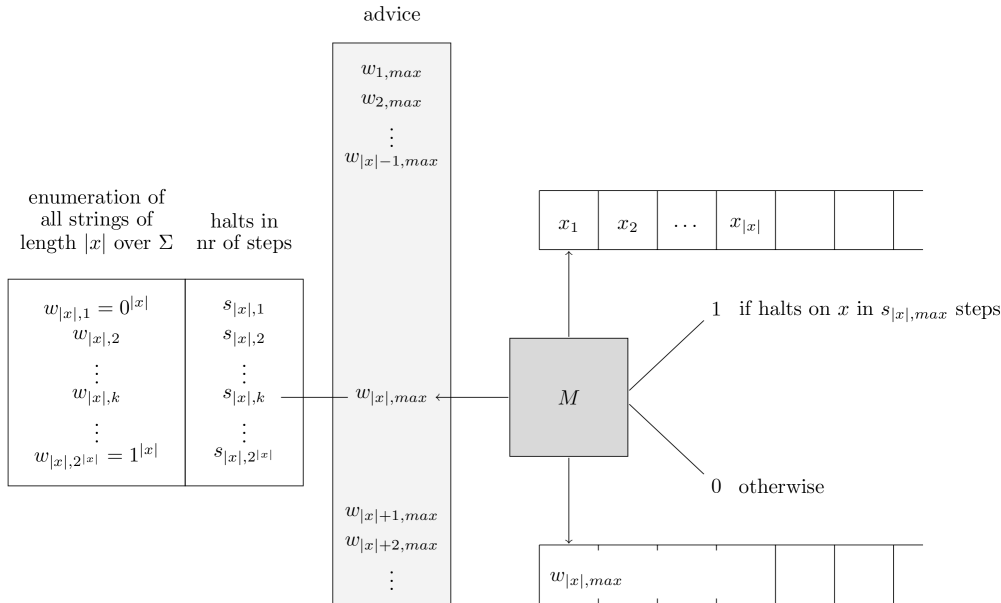 advice
w_{1,max}
w_{2,max}
⋮
w_{|x|−1,max}
enumeration of
all strings of
length |x| over Σ
halts in
nr of steps
w_{|x|,1} = 0^{|x|}
s_{|x|,1}
w_{|x|,2}
s_{|x|,2}
⋮
⋮
w_{|x|,k}
s_{|x|,k}
⋮
⋮
w_{|x|,2^{|x|}} = 1^{|x|}
s_{|x|,2^{|x|}}
w_{|x|,max}
w_{|x|+1,max}
w_{|x|+2,max}
⋮
x_1 x_2 … x_{|x|}
M
1 if halts on x in s_{|x|,max} steps
0 otherwise
w_{|x|,max}